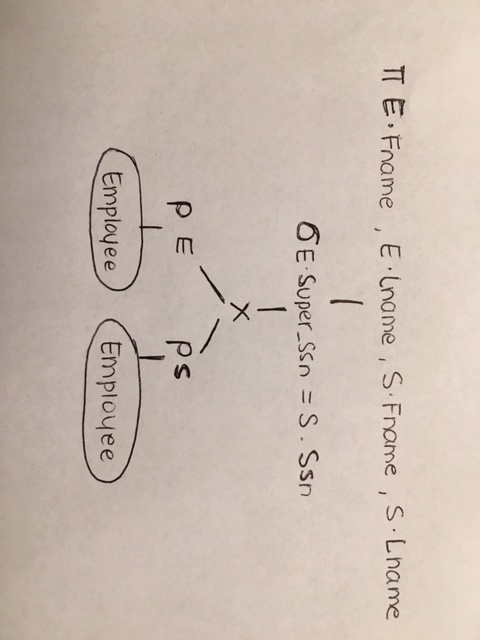 π E.Fname, E.Lname, S.Fname, S.Lname
σ E.Super_Ssn = S.Ssn
X
ρ E ρ S
Employee Employee